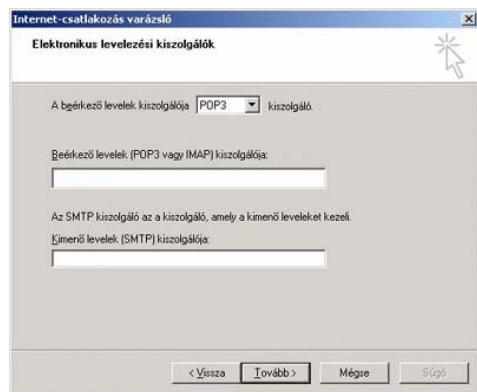 Internet-csatlakozás varázsló
Elektronikus levelezési kiszolgálók
A beérkező levelek kiszolgálója POP3 kiszolgáló.
Beérkező levelek (POP3 vagy IMAP) kiszolgálója:
Az SMTP kiszolgáló az a kiszolgáló, amely a kimenő leveleket kezeli.
Kimenő levelek (SMTP) kiszolgálója:
< Vissza Tovább > Mégse Súgó